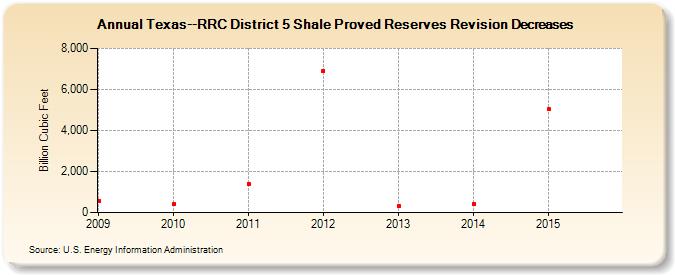 Annual Texas--RRC District 5 Shale Proved Reserves Revision Decreases
Billion Cubic Feet
8,000
6,000
4,000
2,000
0
2009 2010 2011 2012 2013 2014 2015
Source: U.S. Energy Information Administration